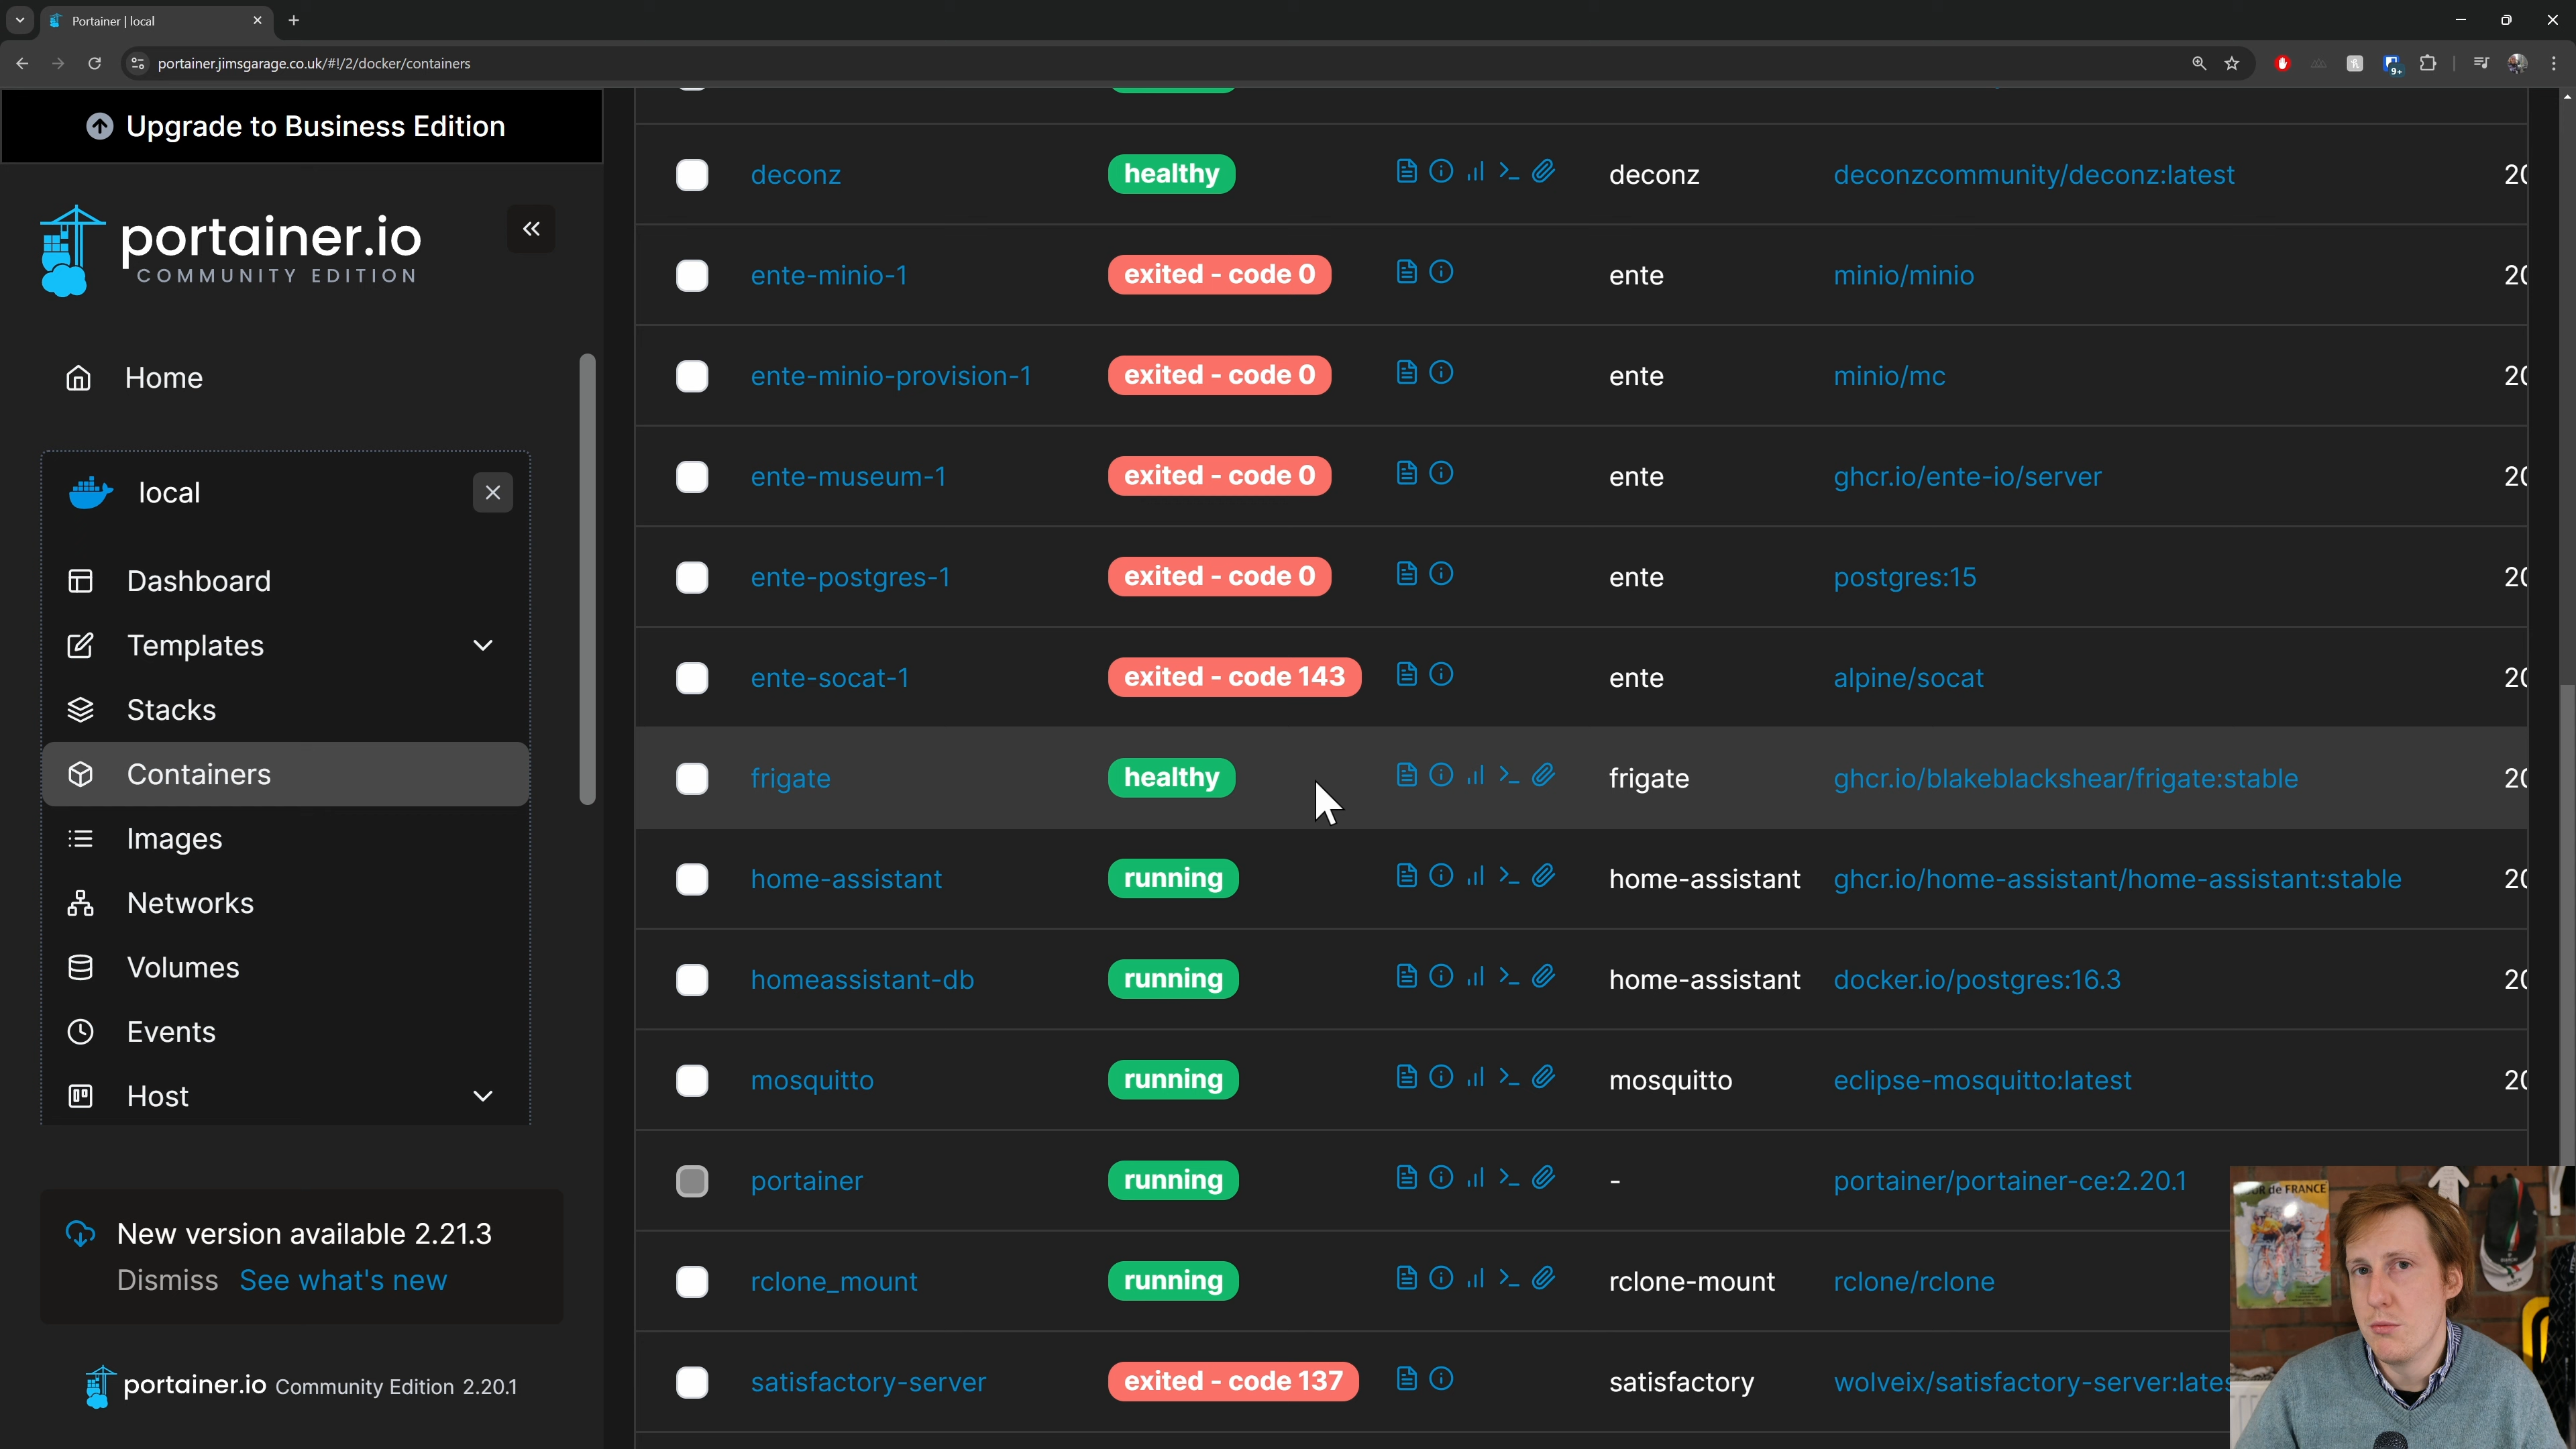 Portainer | local
portainer.jimsgarage.co.uk/#!/2/docker/containers
9+
Upgrade to Business Edition
portainer.io
COMMUNITY EDITION
Home
local
Dashboard
Templates
Stacks
Containers
Images
Networks
Volumes
Events
Host
New version available 2.21.3
Dismiss See what's new
portainer.io Community Edition 2.20.1
deconz healthy deconz deconzcommunity/deconz:latest
ente-minio-1 exited - code 0 ente minio/minio
ente-minio-provision-1 exited - code 0 ente minio/mc
ente-museum-1 exited - code 0 ente ghcr.io/ente-io/server
ente-postgres-1 exited - code 0 ente postgres:15
ente-socat-1 exited - code 143 ente alpine/socat
frigate healthy frigate ghcr.io/blakeblackshear/frigate:stable
home-assistant running home-assistant ghcr.io/home-assistant/home-assistant:stable
homeassistant-db running home-assistant docker.io/postgres:16.3
mosquitto running mosquitto eclipse-mosquitto:latest
portainer running - portainer/portainer-ce:2.20.1
rclone_mount running rclone-mount rclone/rclone
satisfactory-server exited - code 137 satisfactory wolveix/satisfactory-server:lates
de FRANCE